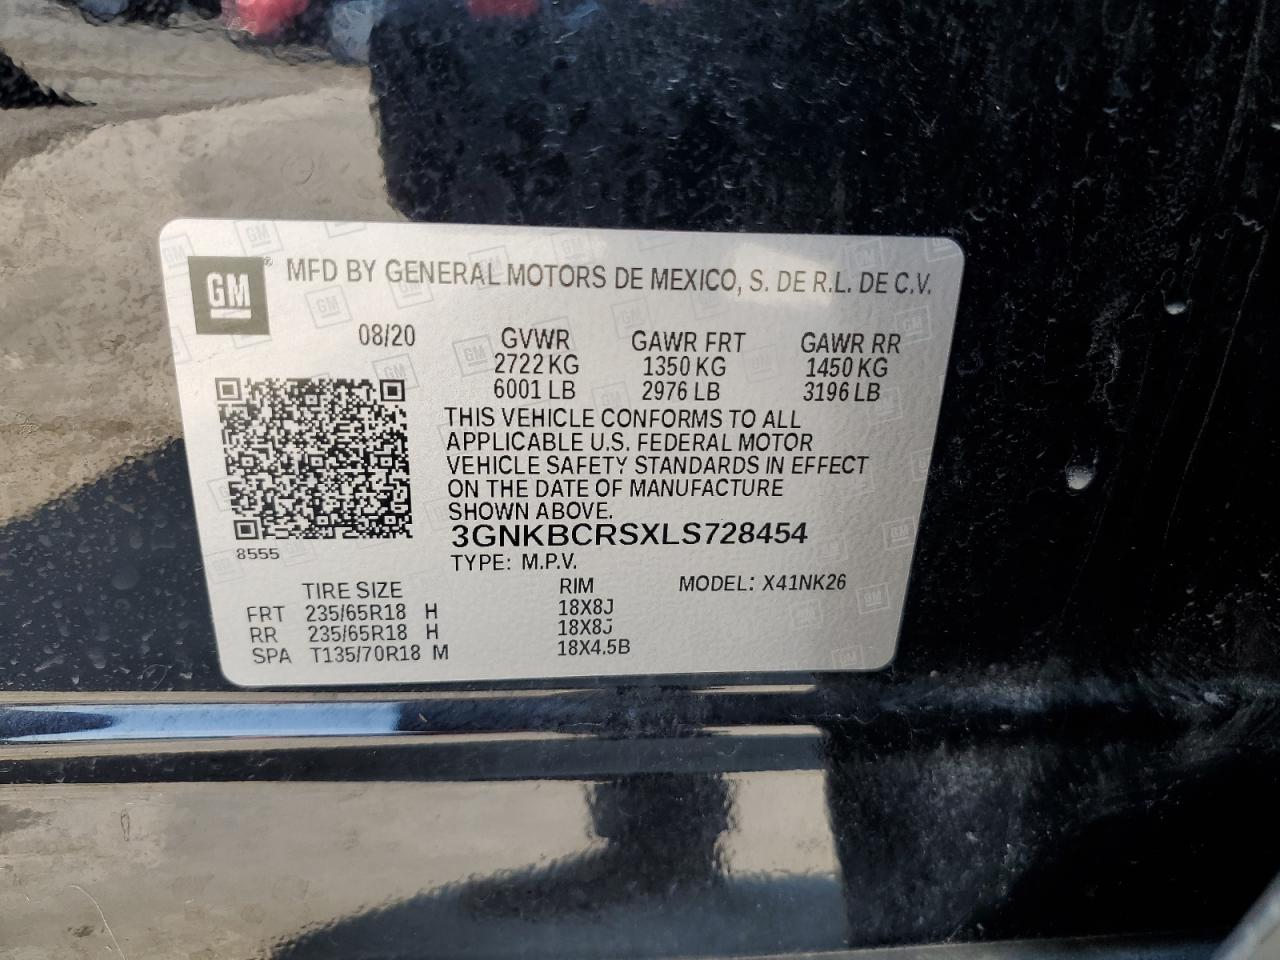 GM® MFD BY GENERAL MOTORS DE MEXICO, S. DE R.L. DE C.V.
08/20 GVWR GAWR FRT GAWR RR
2722 KG 1350 KG 1450 KG
6001 LB 2976 LB 3196 LB
THIS VEHICLE CONFORMS TO ALL
APPLICABLE U.S. FEDERAL MOTOR
VEHICLE SAFETY STANDARDS IN EFFECT
ON THE DATE OF MANUFACTURE
SHOWN ABOVE.
3GNKBCRSXLS728454
8555
TYPE: M.P.V.
TIRE SIZE RIM MODEL: X41NK26
FRT 235/65R18 H 18X8J
RR 235/65R18 H 18X8J
SPA T135/70R18 M 18X4.5B